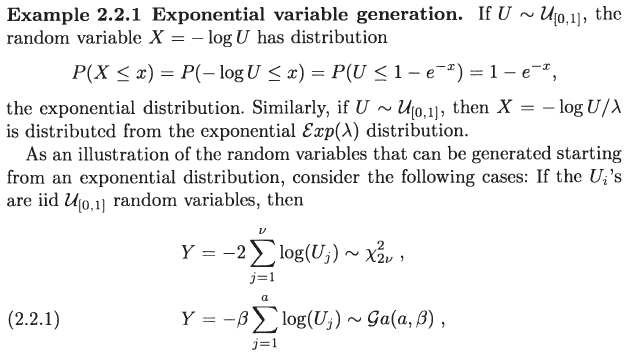 Example 2.2.1 Exponential variable generation. If U ∼ 𝒰[0,1], the
random variable X = − log U has distribution
P(X ≤ x) = P(− log U ≤ x) = P(U ≤ 1 − e⁻ˣ) = 1 − e⁻ˣ,
the exponential distribution. Similarly, if U ∼ 𝒰[0,1], then X = − log U/λ
is distributed from the exponential ℰxp(λ) distribution.
As an illustration of the random variables that can be generated starting
from an exponential distribution, consider the following cases: If the Uᵢ's
are iid 𝒰[0,1] random variables, then
Y = −2 ∑_{j=1}^{ν} log(Uⱼ) ∼ χ²_{2ν} ,
(2.2.1) Y = −β ∑_{j=1}^{a} log(Uⱼ) ∼ 𝒢a(a, β) ,